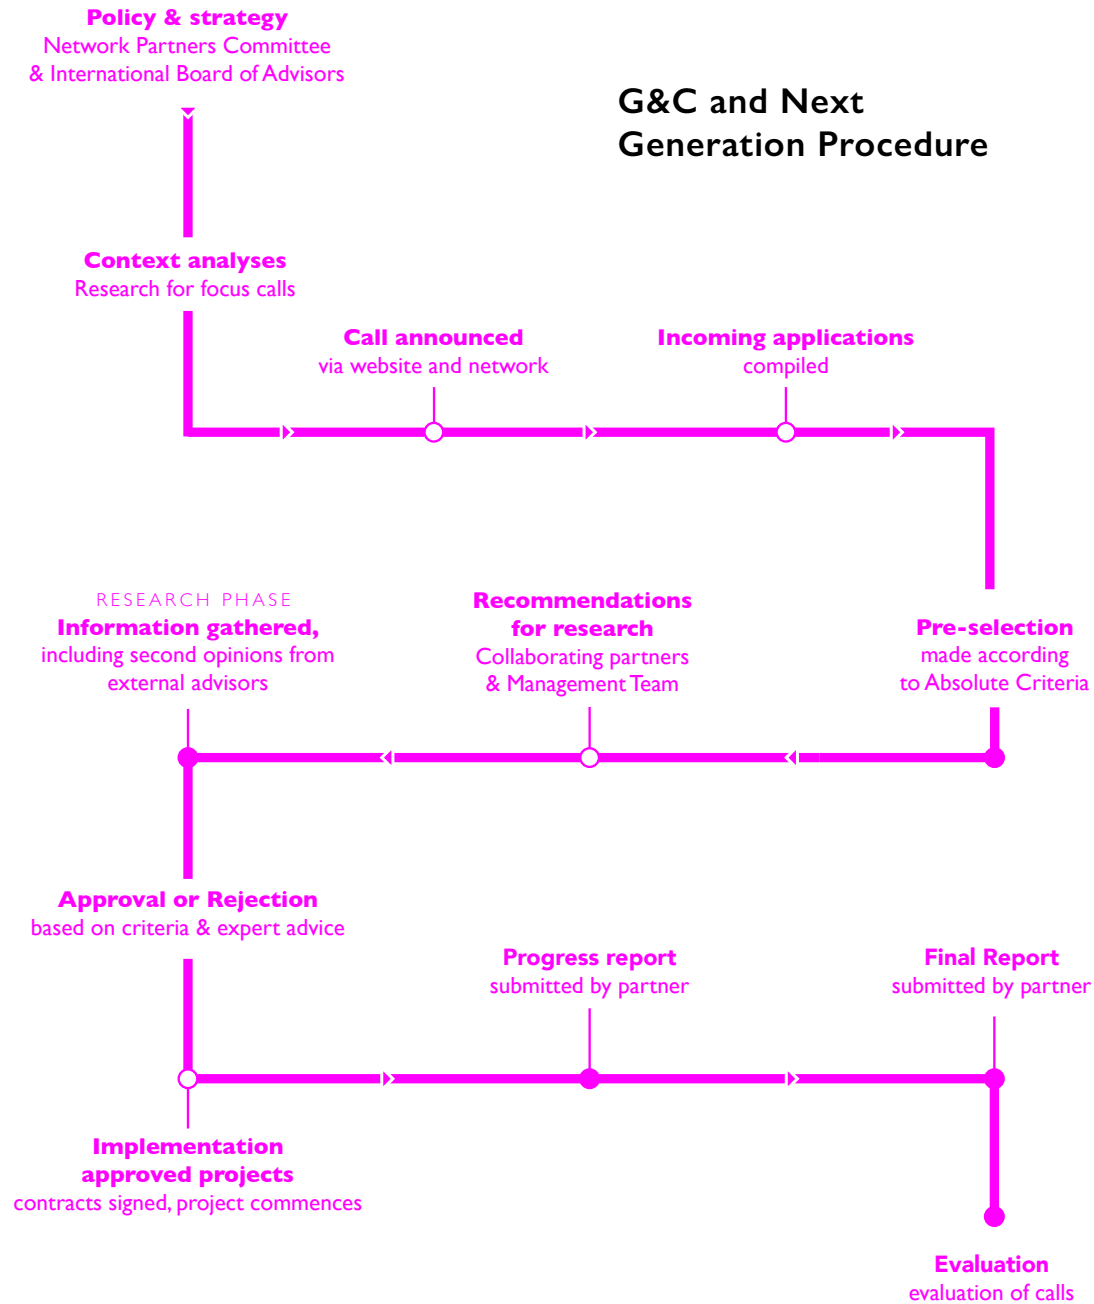 Policy & strategy
Network Partners Committee
& International Board of Advisors
G&C and Next
Generation Procedure
Context analyses
Research for focus calls
Call announced
via website and network
Incoming applications
compiled
RESEARCH PHASE
Information gathered,
including second opinions from
external advisors
Recommendations
for research
Collaborating partners
& Management Team
Pre-selection
made according
to Absolute Criteria
Approval or Rejection
based on criteria & expert advice
Progress report
submitted by partner
Final Report
submitted by partner
Implementation
approved projects
contracts signed, project commences
Evaluation
evaluation of calls